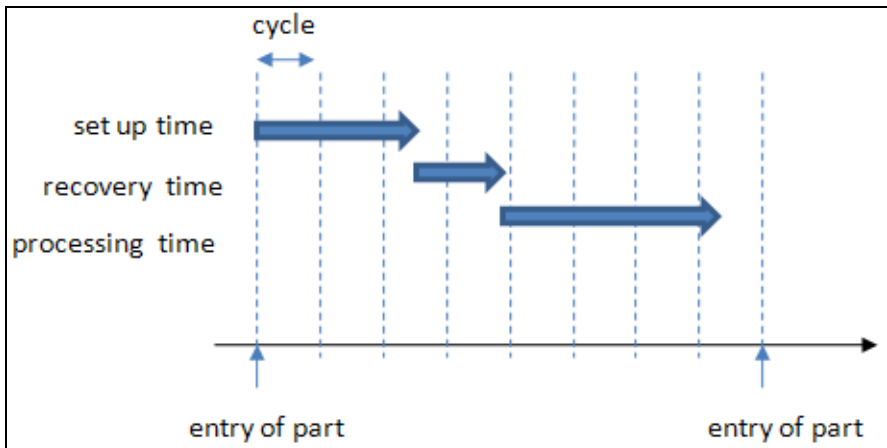 cycle
set up time
recovery time
processing time
entry of part
entry of part